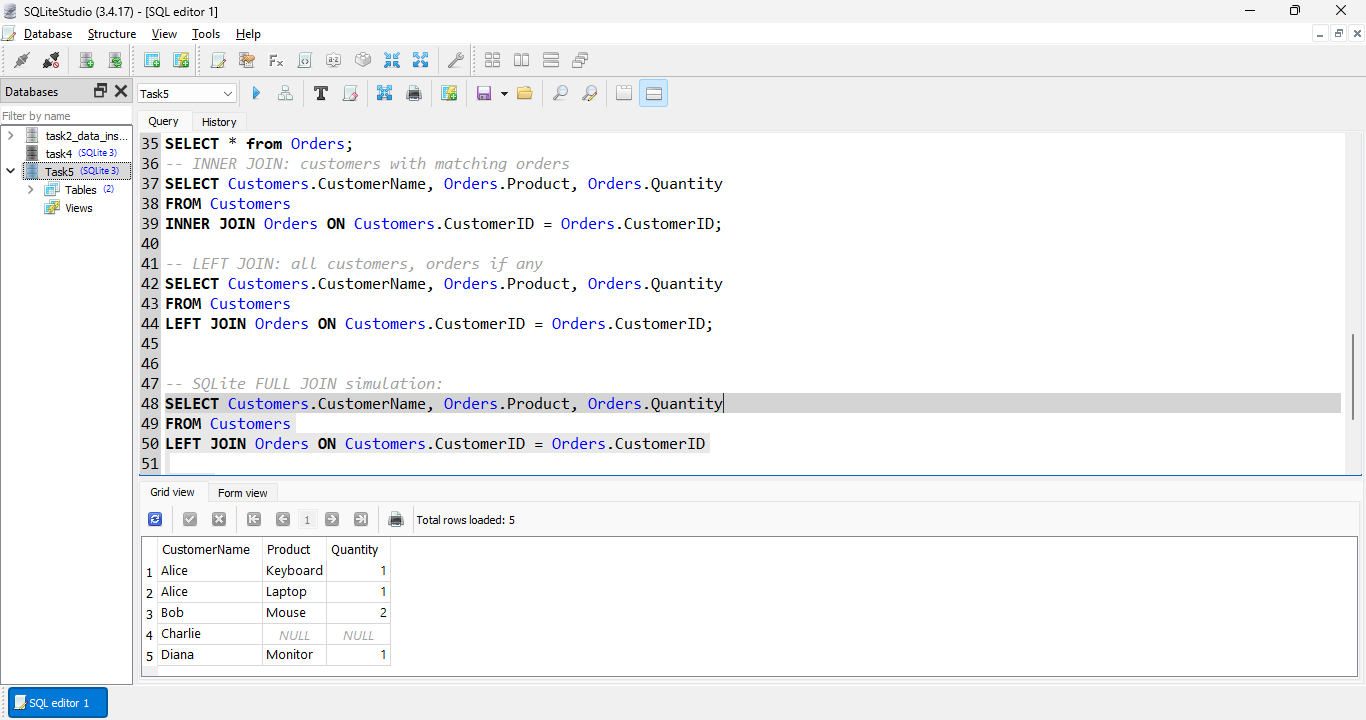 SQLiteStudio (3.4.17) - [SQL editor 1]
Database Structure View Tools Help
Databases
Task5
Filter by name
Query History
task2_data_ins...
task4 (SQLite 3)
Task5 (SQLite 3)
Tables (2)
Views
35 SELECT * from Orders;
36 -- INNER JOIN: customers with matching orders
37 SELECT Customers.CustomerName, Orders.Product, Orders.Quantity
38 FROM Customers
39 INNER JOIN Orders ON Customers.CustomerID = Orders.CustomerID;
40
41 -- LEFT JOIN: all customers, orders if any
42 SELECT Customers.CustomerName, Orders.Product, Orders.Quantity
43 FROM Customers
44 LEFT JOIN Orders ON Customers.CustomerID = Orders.CustomerID;
45
46
47 -- SQLite FULL JOIN simulation:
48 SELECT Customers.CustomerName, Orders.Product, Orders.Quantity
49 FROM Customers
50 LEFT JOIN Orders ON Customers.CustomerID = Orders.CustomerID
51
Grid view Form view
1 Total rows loaded: 5
CustomerName Product Quantity
1 Alice Keyboard 1
2 Alice Laptop 1
3 Bob Mouse 2
4 Charlie NULL NULL
5 Diana Monitor 1
SQL editor 1